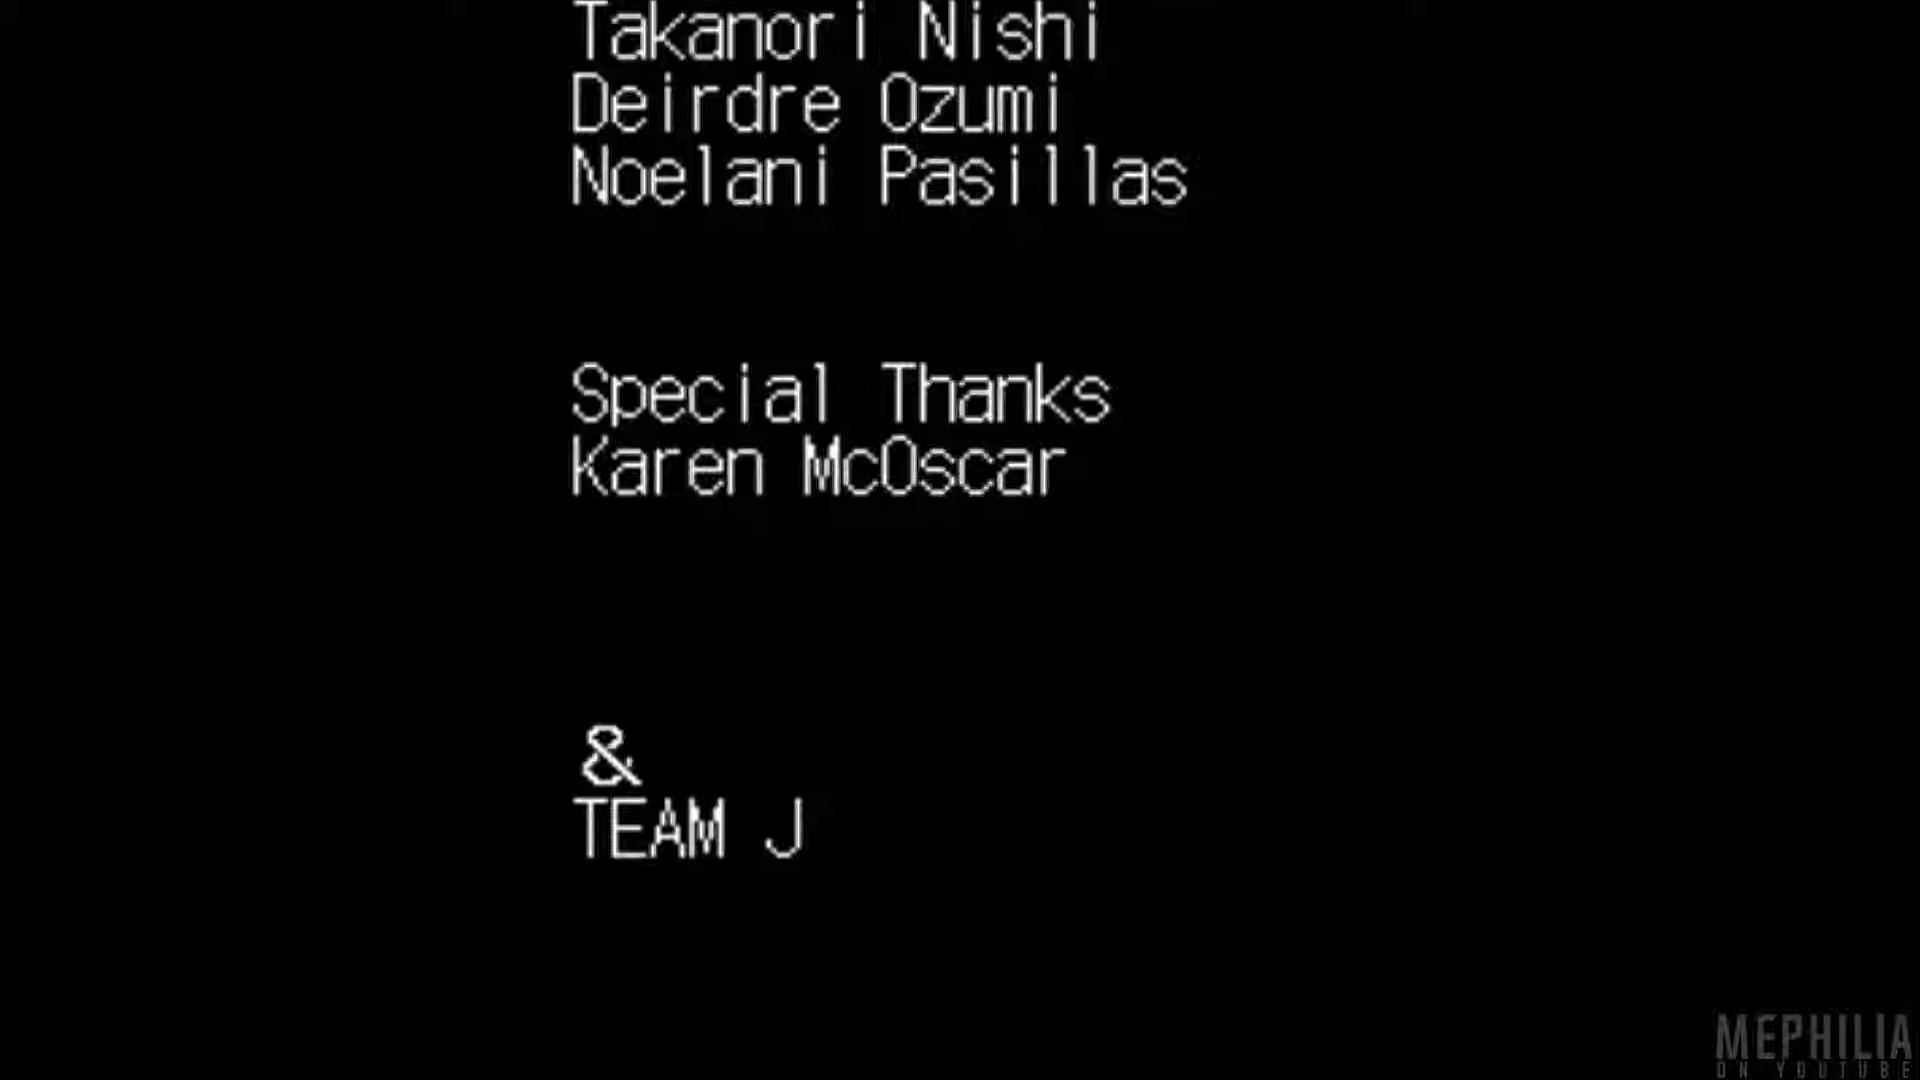 Takanori Nishi
Deirdre Ozumi
Noelani Pasillas
Special Thanks
Karen McOscar
&
TEAM J
MEPHILIA
ON YOUTUBE